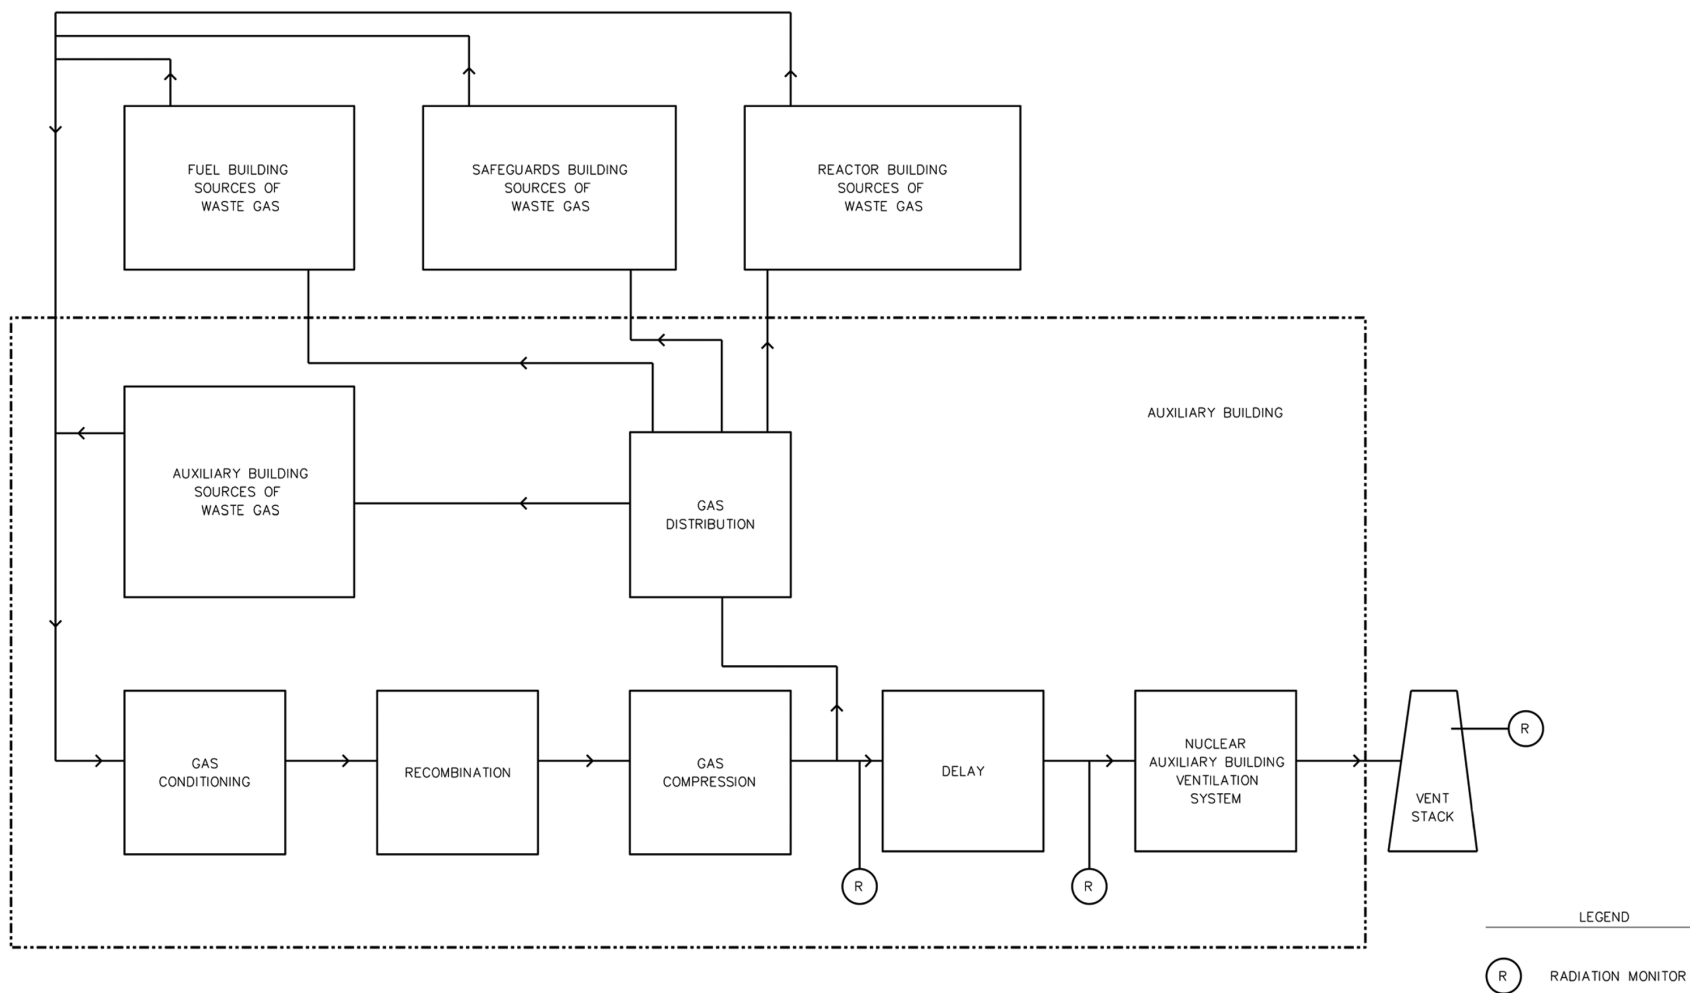 FUEL BUILDING
SOURCES OF
WASTE GAS
SAFEGUARDS BUILDING
SOURCES OF
WASTE GAS
REACTOR BUILDING
SOURCES OF
WASTE GAS
AUXILIARY BUILDING
AUXILIARY BUILDING
SOURCES OF
WASTE GAS
GAS
DISTRIBUTION
GAS
CONDITIONING
RECOMBINATION
GAS
COMPRESSION
DELAY
NUCLEAR
AUXILIARY BUILDING
VENTILATION
SYSTEM
VENT
STACK
R
R
R
LEGEND
R RADIATION MONITOR